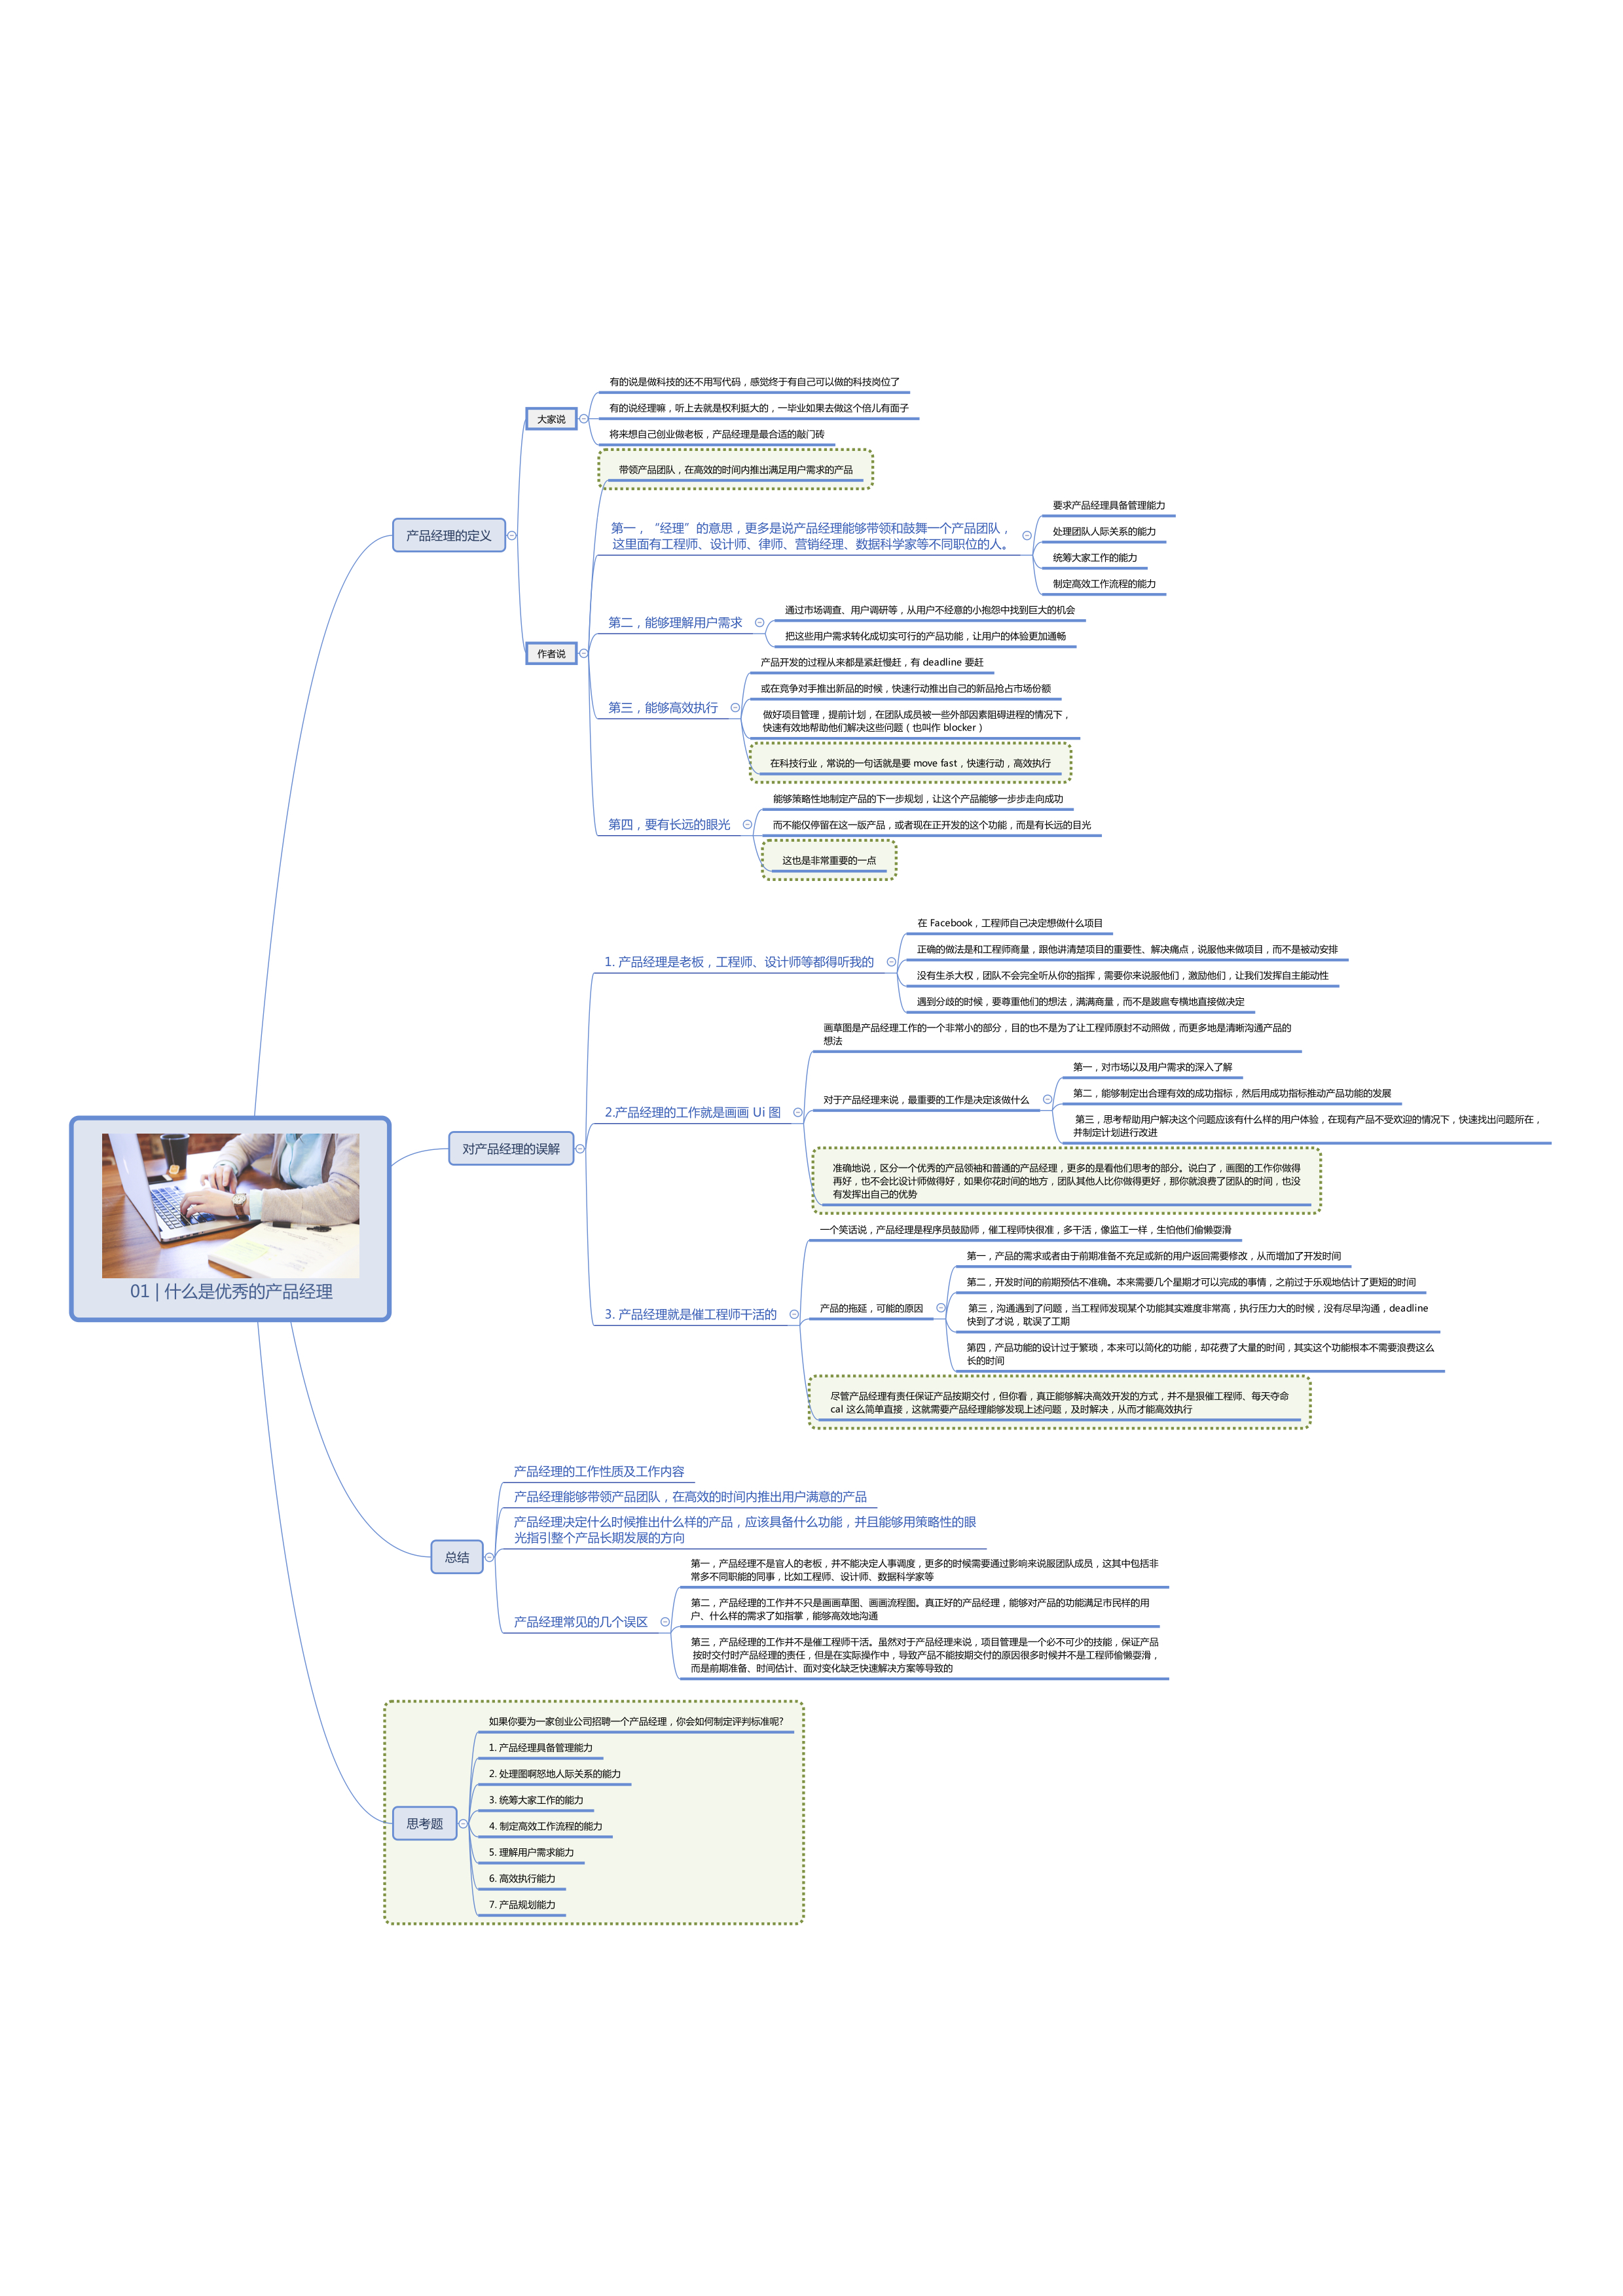 01 | 什么是优秀的产品经理
产品经理的定义
大家说
有的说是做科技的还不用写代码，感觉终于有自己可以做的科技岗位了
有的说经理嘛，听上去就是权利挺大的，一毕业如果去做这个倍儿有面子
将来想自己创业做老板，产品经理是最合适的敲门砖
作者说
带领产品团队，在高效的时间内推出满足用户需求的产品
第一，“经理”的意思，更多是说产品经理能够带领和鼓舞一个产品团队，
这里面有工程师、设计师、律师、营销经理、数据科学家等不同职位的人。
要求产品经理具备管理能力
处理团队人际关系的能力
统筹大家工作的能力
制定高效工作流程的能力
第二，能够理解用户需求
通过市场调查、用户调研等，从用户不经意的小抱怨中找到巨大的机会
把这些用户需求转化成切实可行的产品功能，让用户的体验更加通畅
第三，能够高效执行
产品开发的过程从来都是紧赶慢赶，有 deadline 要赶
或在竞争对手推出新品的时候，快速行动推出自己的新品抢占市场份额
做好项目管理，提前计划，在团队成员被一些外部因素阻碍进程的情况下，
快速有效地帮助他们解决这些问题（也叫作 blocker）
在科技行业，常说的一句话就是要 move fast，快速行动，高效执行
第四，要有长远的眼光
能够策略性地制定产品的下一步规划，让这个产品能够一步步走向成功
而不能仅停留在这一版产品，或者现在正开发的这个功能，而是有长远的目光
这也是非常重要的一点
对产品经理的误解
1. 产品经理是老板，工程师、设计师等都得听我的
在 Facebook，工程师自己决定想做什么项目
正确的做法是和工程师商量，跟他讲清楚项目的重要性、解决痛点，说服他来做项目，而不是被动安排
没有生杀大权，团队不会完全听从你的指挥，需要你来说服他们，激励他们，让我们发挥自主能动性
遇到分歧的时候，要尊重他们的想法，满满商量，而不是跋扈专横地直接做决定
2.产品经理的工作就是画画 Ui 图
画草图是产品经理工作的一个非常小的部分，目的也不是为了让工程师原封不动照做，而更多地是清晰沟通产品的
想法
对于产品经理来说，最重要的工作是决定该做什么
第一，对市场以及用户需求的深入了解
第二，能够制定出合理有效的成功指标，然后用成功指标推动产品功能的发展
第三，思考帮助用户解决这个问题应该有什么样的用户体验，在现有产品不受欢迎的情况下，快速找出问题所在，
并制定计划进行改进
准确地说，区分一个优秀的产品领袖和普通的产品经理，更多的是看他们思考的部分。说白了，画图的工作你做得
再好，也不会比设计师做得好，如果你花时间的地方，团队其他人比你做得更好，那你就浪费了团队的时间，也没
有发挥出自己的优势
3. 产品经理就是催工程师干活的
一个笑话说，产品经理是程序员鼓励师，催工程师快很准，多干活，像监工一样，生怕他们偷懒耍滑
产品的拖延，可能的原因
第一，产品的需求或者由于前期准备不充足或新的用户返回需要修改，从而增加了开发时间
第二，开发时间的前期预估不准确。本来需要几个星期才可以完成的事情，之前过于乐观地估计了更短的时间
第三，沟通遇到了问题，当工程师发现某个功能其实难度非常高，执行压力大的时候，没有尽早沟通，deadline
快到了才说，耽误了工期
第四，产品功能的设计过于繁琐，本来可以简化的功能，却花费了大量的时间，其实这个功能根本不需要浪费这么
长的时间
尽管产品经理有责任保证产品按期交付，但你看，真正能够解决高效开发的方式，并不是狠催工程师、每天夺命
cal 这么简单直接，这就需要产品经理能够发现上述问题，及时解决，从而才能高效执行
总结
产品经理的工作性质及工作内容
产品经理能够带领产品团队，在高效的时间内推出用户满意的产品
产品经理决定什么时候推出什么样的产品，应该具备什么功能，并且能够用策略性的眼
光指引整个产品长期发展的方向
产品经理常见的几个误区
第一，产品经理不是官人的老板，并不能决定人事调度，更多的时候需要通过影响来说服团队成员，这其中包括非
常多不同职能的同事，比如工程师、设计师、数据科学家等
第二，产品经理的工作并不只是画画草图、画画流程图。真正好的产品经理，能够对产品的功能满足市民样的用
户、什么样的需求了如指掌，能够高效地沟通
第三，产品经理的工作并不是催工程师干活。虽然对于产品经理来说，项目管理是一个必不可少的技能，保证产品
按时交付时产品经理的责任，但是在实际操作中，导致产品不能按期交付的原因很多时候并不是工程师偷懒耍滑，
而是前期准备、时间估计、面对变化缺乏快速解决方案等导致的
思考题
如果你要为一家创业公司招聘一个产品经理，你会如何制定评判标准呢?
1. 产品经理具备管理能力
2. 处理图啊怒地人际关系的能力
3. 统筹大家工作的能力
4. 制定高效工作流程的能力
5. 理解用户需求能力
6. 高效执行能力
7. 产品规划能力